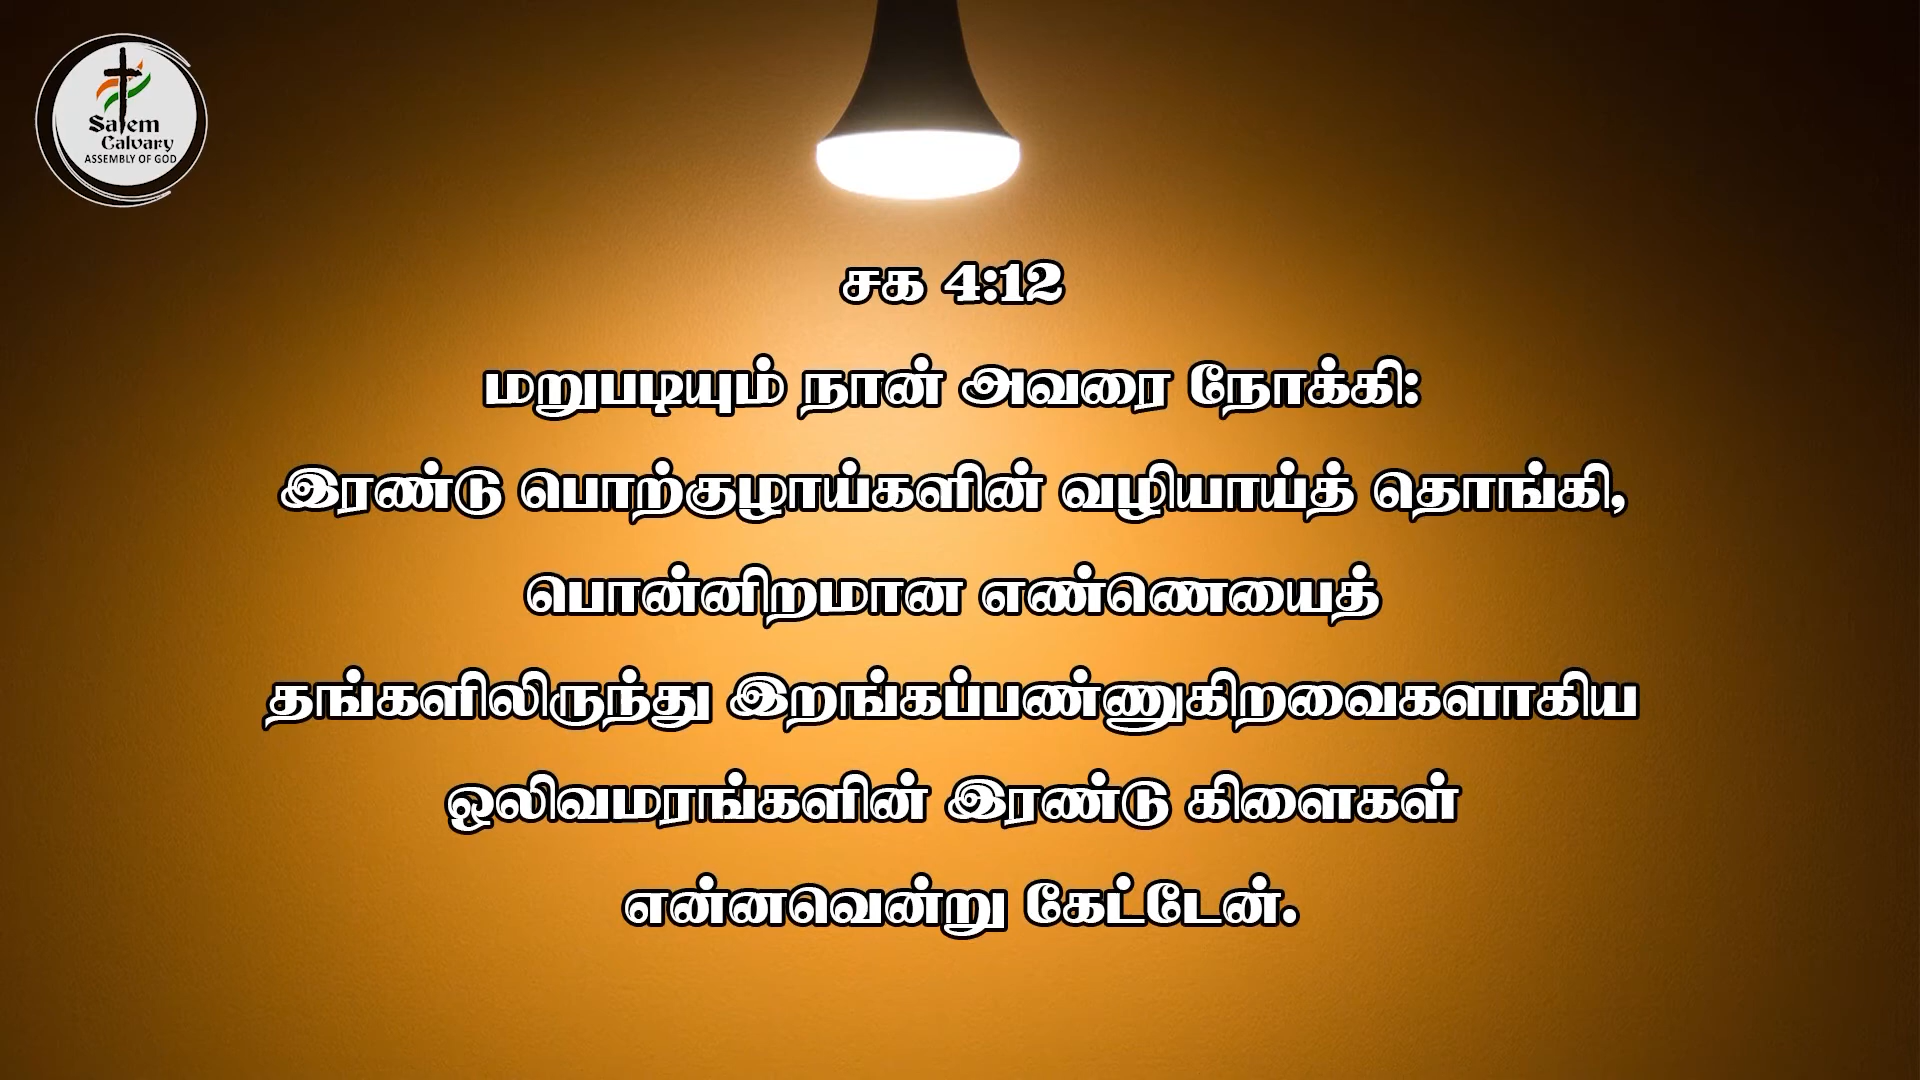 Salem
Calvary
ASSEMBLY OF GOD
சக 4:12
மறுபடியும் நான் அவரை நோக்கி:
இரண்டு பொற்குழாய்களின் வழியாய்த் தொங்கி,
பொன்னிறமான எண்ணெயைத்
தங்களிலிருந்து இறங்கப்பண்ணுகிறவைகளாகிய
ஒலிவமரங்களின் இரண்டு கிளைகள்
என்னவென்று கேட்டேன்.